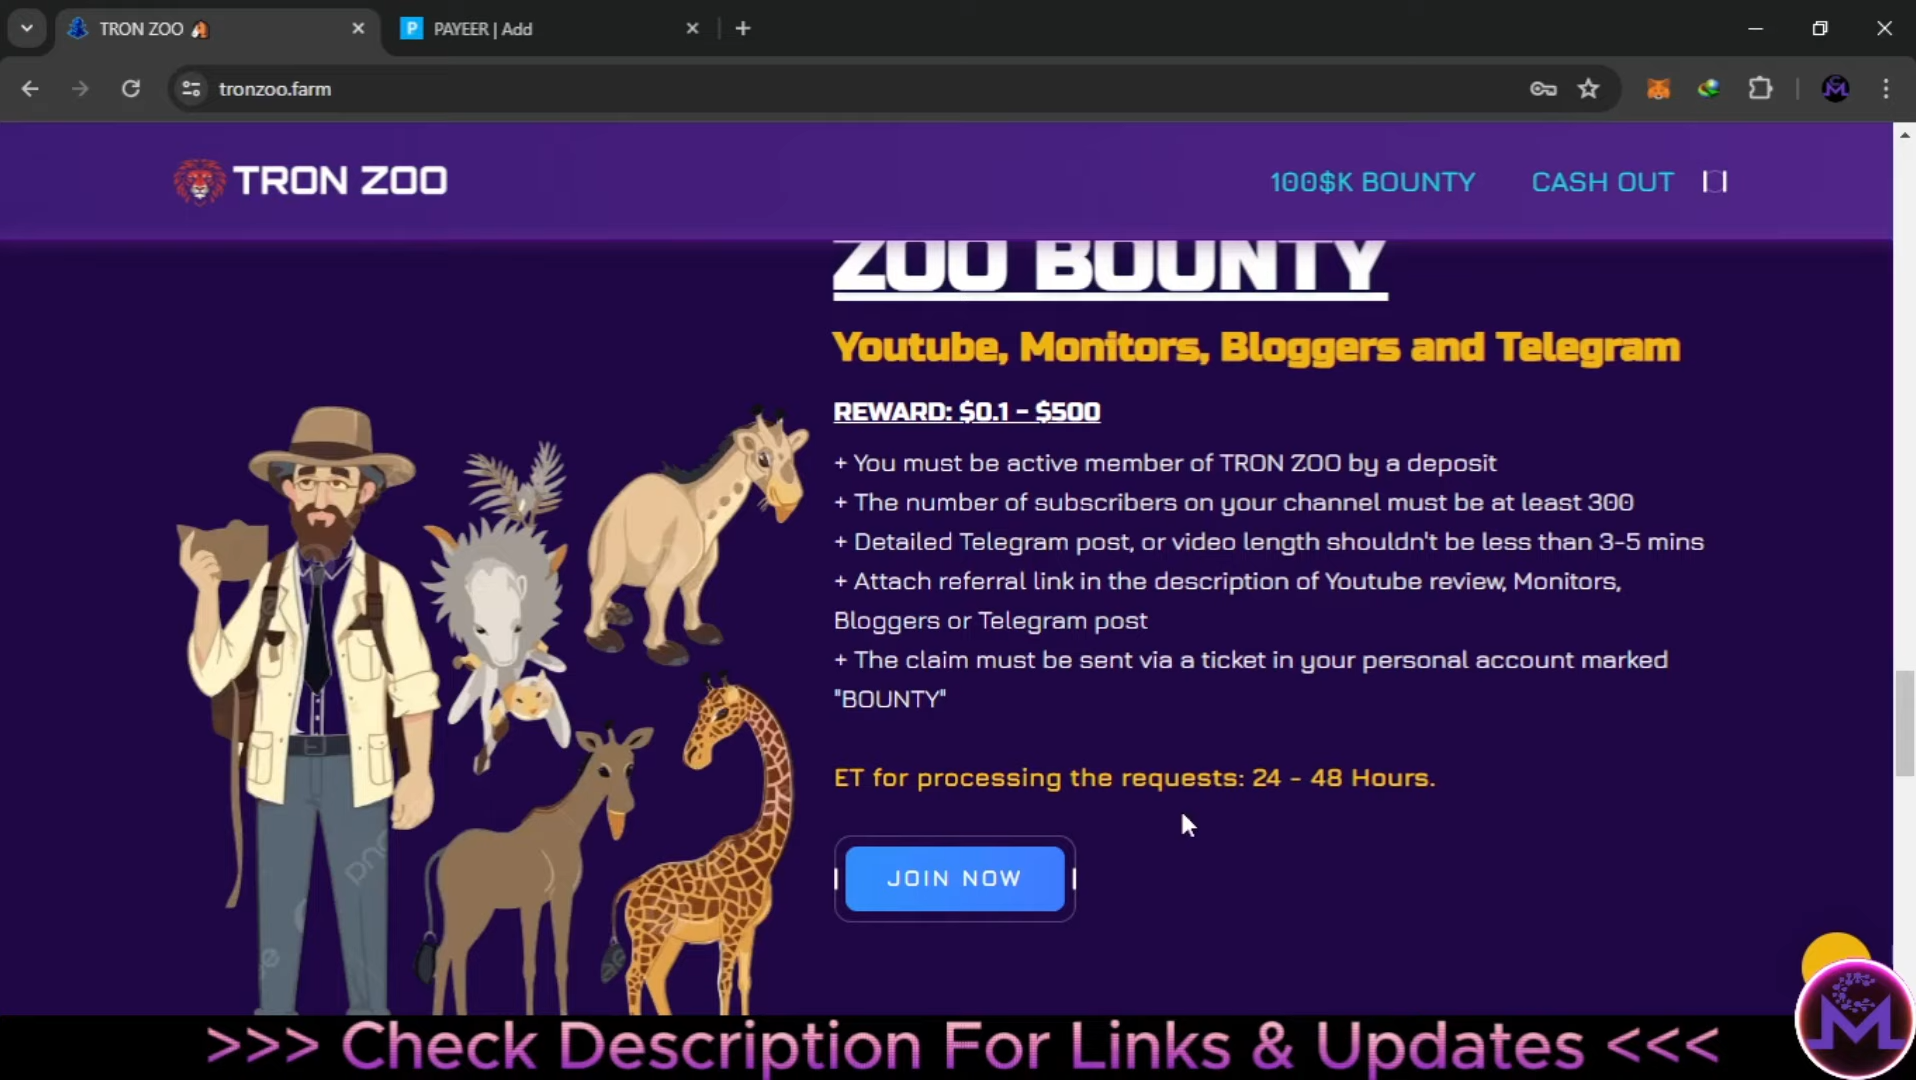 TRON ZOO
PAYEER | Add
tronzoo.farm
TRON ZOO
100$K BOUNTY
CASH OUT
ZOO BOUNTY
Youtube, Monitors, Bloggers and Telegram
REWARD: $0.1 - $500
+ You must be active member of TRON ZOO by a deposit
+ The number of subscribers on your channel must be at least 300
+ Detailed Telegram post, or video length shouldn't be less than 3-5 mins
+ Attach referral link in the description of Youtube review, Monitors,
Bloggers or Telegram post
+ The claim must be sent via a ticket in your personal account marked
"BOUNTY"
ET for processing the requests: 24 - 48 Hours.
JOIN NOW
>>> Check Description For Links & Updates <<<